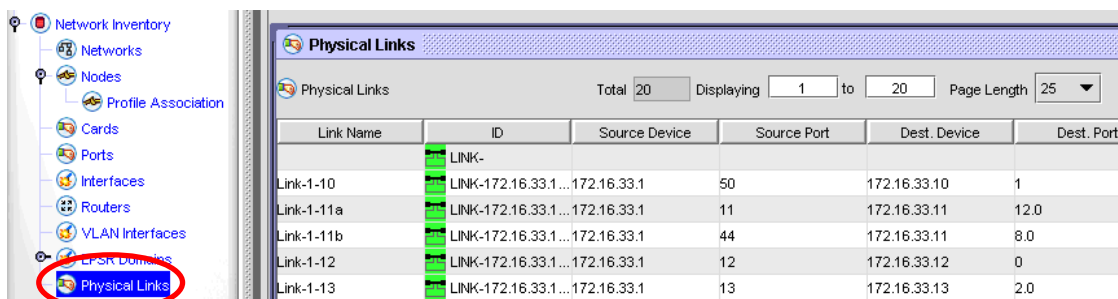 Network Inventory
Networks
Nodes
Profile Association
Cards
Ports
Interfaces
Routers
VLAN Interfaces
EPSR Domains
Physical Links
Physical Links
Physical Links Total 20 Displaying 1 to 20 Page Length 25
Link Name ID Source Device Source Port Dest. Device Dest. Port
LINK-
Link-1-10 LINK-172.16.33.1... 172.16.33.1 50 172.16.33.10 1
Link-1-11a LINK-172.16.33.1... 172.16.33.1 11 172.16.33.11 12.0
Link-1-11b LINK-172.16.33.1... 172.16.33.1 44 172.16.33.11 8.0
Link-1-12 LINK-172.16.33.1... 172.16.33.1 12 172.16.33.12 0
Link-1-13 LINK-172.16.33.1... 172.16.33.1 13 172.16.33.13 2.0